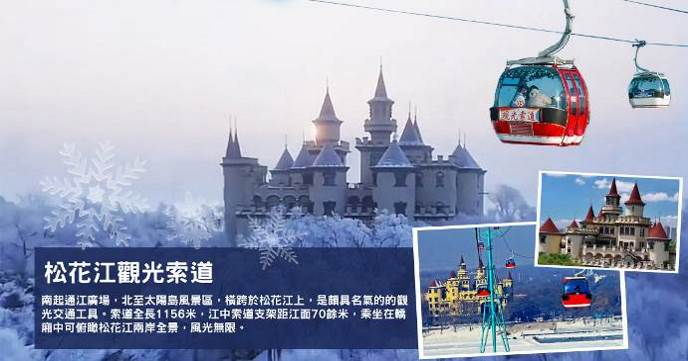 觀光索道
松花江觀光索道
南起通江廣場，北至太陽島風景區，橫跨於松花江上，是頗具名氣的的觀
光交通工具。索道全長1156米，江中索道支架距江面70餘米，乘坐在轎
廂中可俯瞰松花江兩岸全景，風光無限。